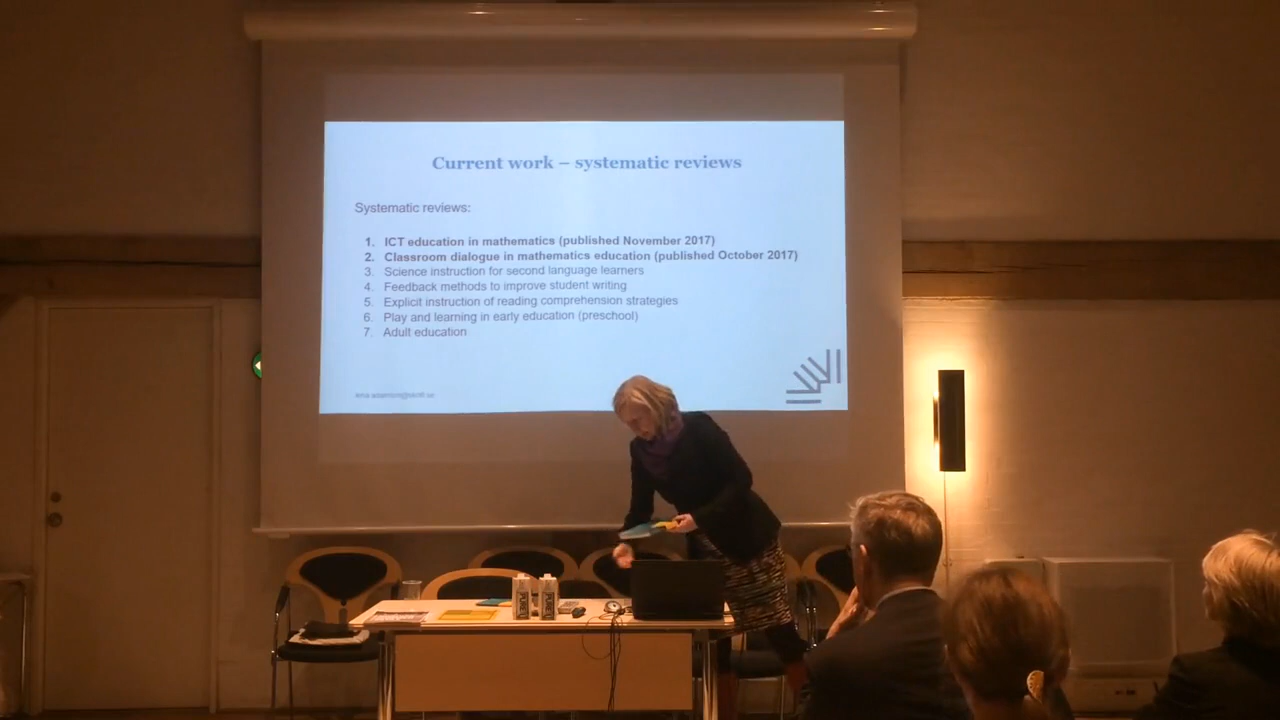 Current work – systematic reviews
Systematic reviews:
1. ICT education in mathematics (published November 2017)
2. Classroom dialogue in mathematics education (published October 2017)
3. Science instruction for second language learners
4. Feedback methods to improve student writing
5. Explicit instruction of reading comprehension strategies
6. Play and learning in early education (preschool)
7. Adult education